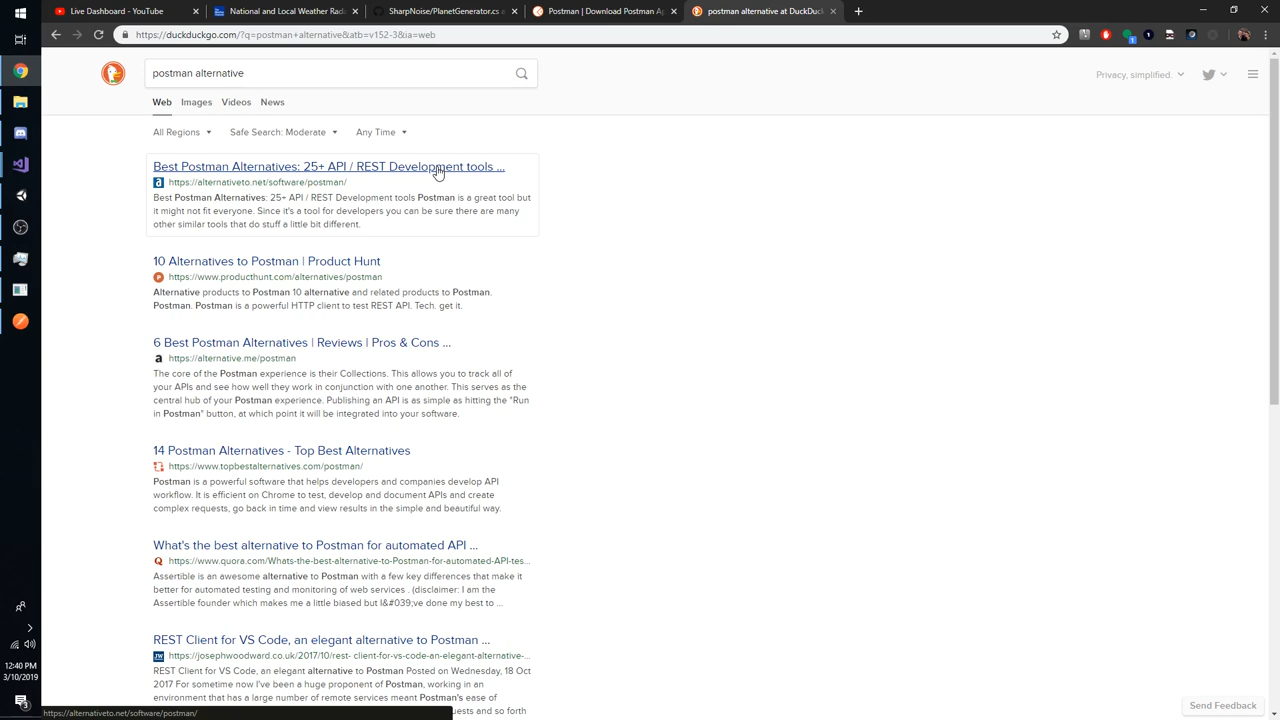 Live Dashboard - YouTube
National and Local Weather Rada
SharpNoise/PlanetGenerator.cs at
Postman | Download Postman Ap
postman alternative at DuckDuc
https://duckduckgo.com/?q=postman+alternative&atb=v152-3&ia=web
postman alternative
Privacy, simplified.
Web Images Videos News
All Regions Safe Search: Moderate Any Time
Best Postman Alternatives: 25+ API / REST Development tools ...
https://alternativeto.net/software/postman/
Best Postman Alternatives: 25+ API / REST Development tools Postman is a great tool but
it might not fit everyone. Since it's a tool for developers you can be sure there are many
other similar tools that do stuff a little bit different.
10 Alternatives to Postman | Product Hunt
https://www.producthunt.com/alternatives/postman
Alternative products to Postman 10 alternative and related products to Postman.
Postman. Postman is a powerful HTTP client to test REST API. Tech. get it.
6 Best Postman Alternatives | Reviews | Pros & Cons ...
https://alternative.me/postman
The core of the Postman experience is their Collections. This allows you to track all of
your APIs and see how well they work in conjunction with one another. This serves as the
central hub of your Postman experience. Publishing an API is as simple as hitting the "Run
in Postman" button, at which point it will be integrated into your software.
14 Postman Alternatives - Top Best Alternatives
https://www.topbestalternatives.com/postman/
Postman is a powerful software that helps developers and companies develop API
workflow. It is efficient on Chrome to test, develop and document APIs and create
complex requests, go back in time and view results in the simple and beautiful way.
What's the best alternative to Postman for automated API ...
https://www.quora.com/Whats-the-best-alternative-to-Postman-for-automated-API-tes...
Assertible is an awesome alternative to Postman with a few key differences that make it
better for automated testing and monitoring of web services . (disclaimer: I am the
Assertible founder which makes me a little biased but I&#039;ve done my best to ...
REST Client for VS Code, an elegant alternative to Postman ...
https://josephwoodward.co.uk/2017/10/rest- client-for-vs-code-an-elegant-alternative-...
REST Client for VS Code, an elegant alternative to Postman Posted on Wednesday, 18 Oct
2017 For sometime now I've been a huge proponent of Postman, working in an
environment that has a large number of remote services meant Postman's ease of
uests and so forth
Send Feedback
12:40 PM
3/10/2019
3
https://alternativeto.net/software/postman/